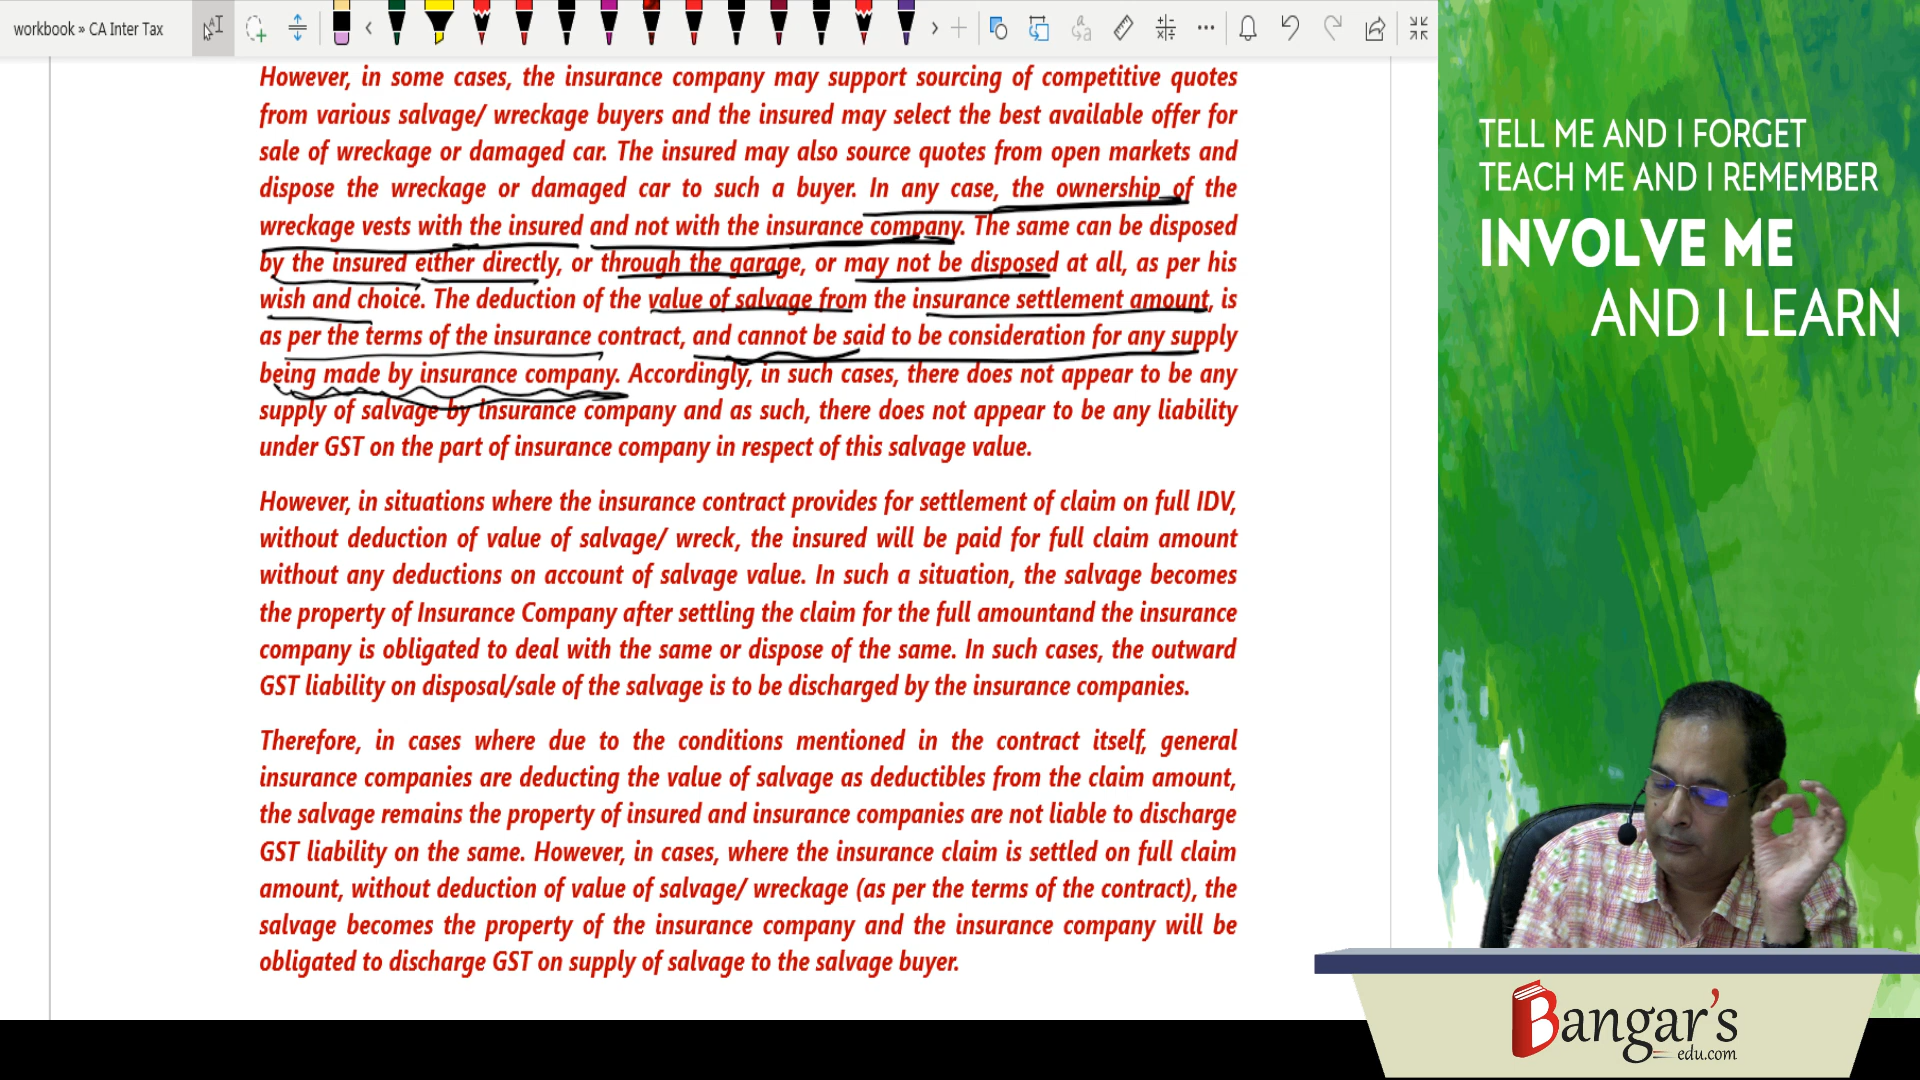 workbook » CA Inter Tax
However, in some cases, the insurance company may support sourcing of competitive quotes
from various salvage/ wreckage buyers and the insured may select the best available offer for
sale of wreckage or damaged car. The insured may also source quotes from open markets and
dispose the wreckage or damaged car to such a buyer. In any case, the ownership of the
wreckage vests with the insured and not with the insurance company. The same can be disposed
by the insured either directly, or through the garage, or may not be disposed at all, as per his
wish and choice. The deduction of the value of salvage from the insurance settlement amount, is
as per the terms of the insurance contract, and cannot be said to be consideration for any supply
being made by insurance company. Accordingly, in such cases, there does not appear to be any
supply of salvage by insurance company and as such, there does not appear to be any liability
under GST on the part of insurance company in respect of this salvage value.
However, in situations where the insurance contract provides for settlement of claim on full IDV,
without deduction of value of salvage/ wreck, the insured will be paid for full claim amount
without any deductions on account of salvage value. In such a situation, the salvage becomes
the property of Insurance Company after settling the claim for the full amountand the insurance
company is obligated to deal with the same or dispose of the same. In such cases, the outward
GST liability on disposal/sale of the salvage is to be discharged by the insurance companies.
Therefore, in cases where due to the conditions mentioned in the contract itself, general
insurance companies are deducting the value of salvage as deductibles from the claim amount,
the salvage remains the property of insured and insurance companies are not liable to discharge
GST liability on the same. However, in cases, where the insurance claim is settled on full claim
amount, without deduction of value of salvage/ wreckage (as per the terms of the contract), the
salvage becomes the property of the insurance company and the insurance company will be
obligated to discharge GST on supply of salvage to the salvage buyer.
TELL ME AND I FORGET
TEACH ME AND I REMEMBER
INVOLVE ME
AND I LEARN
Bangar's
edu.com